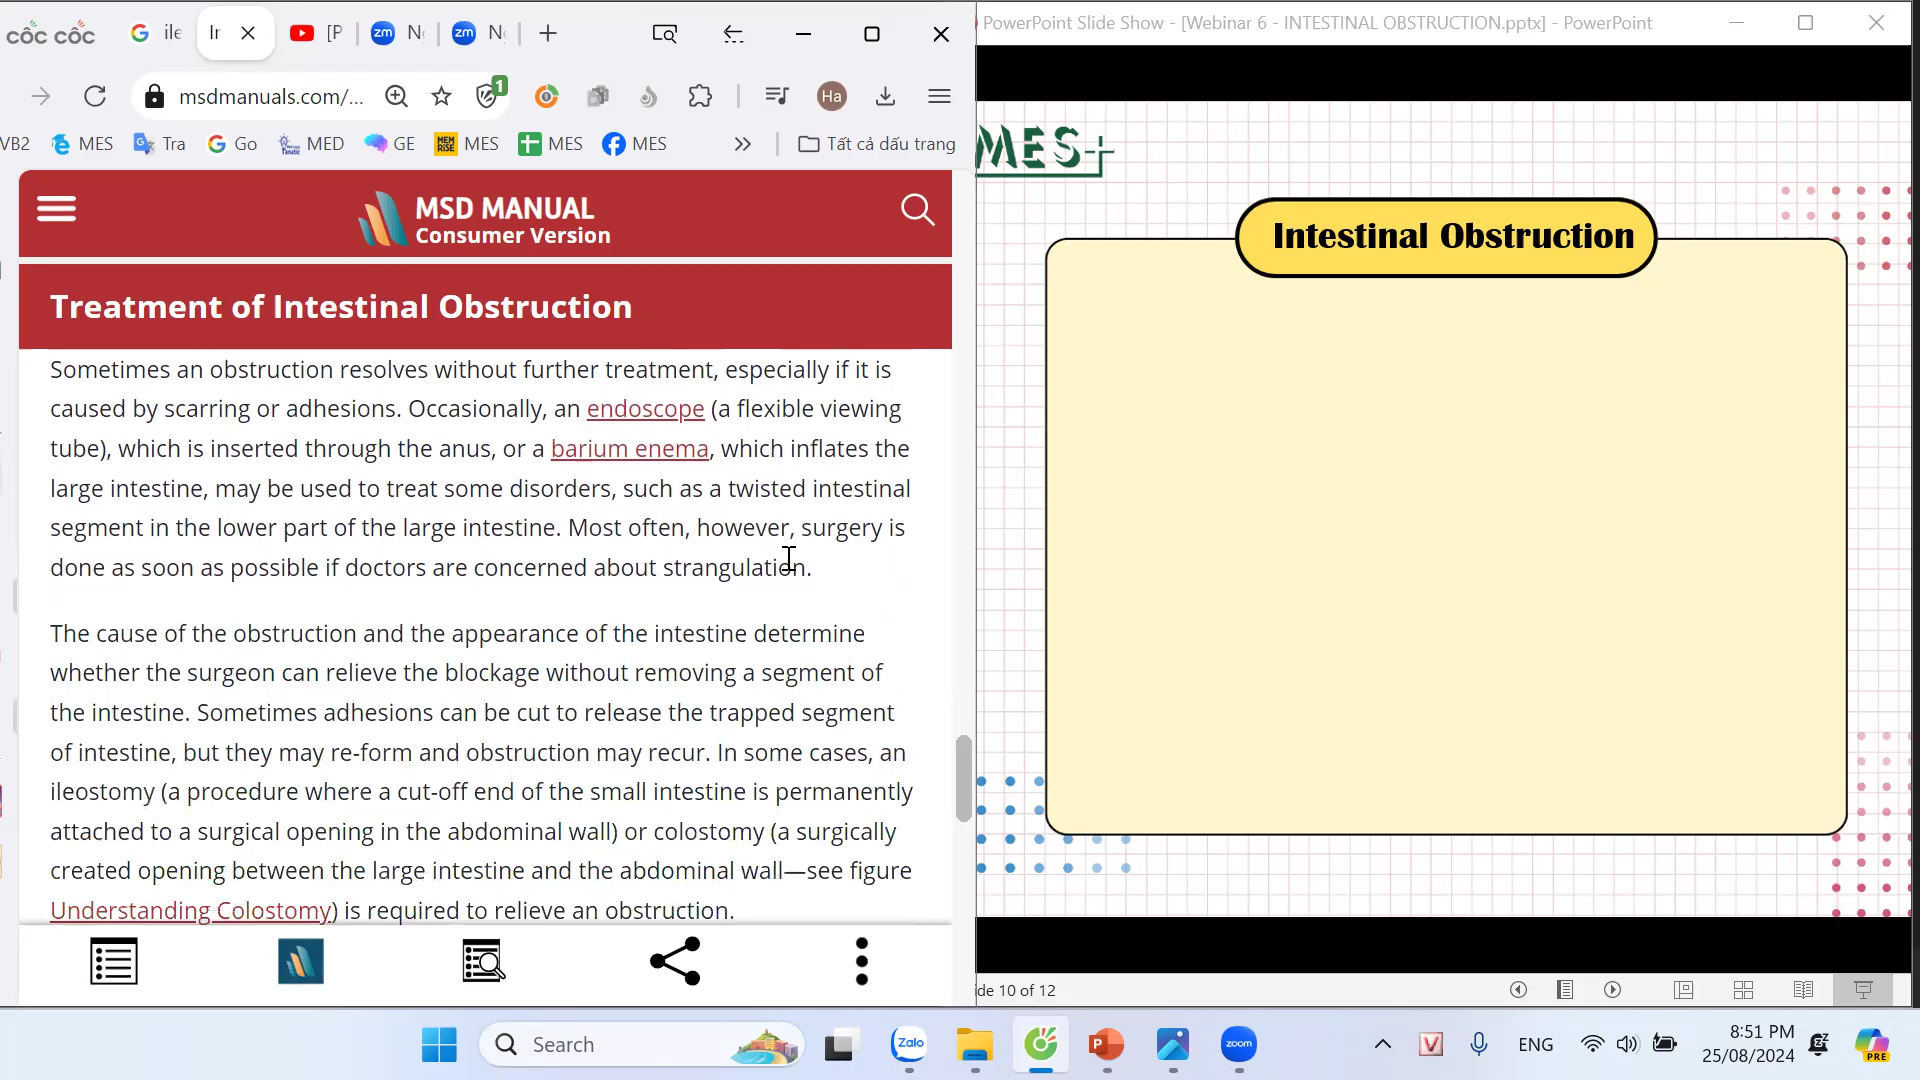 cốc cốc
ile
Ir
[P
zm
N
zm
N
msdmanuals.com/...
1
Ha
VB2
MES
Tra
Go
MED
GE
MES
MES
MES
Tất cả dấu trang
MSD MANUAL
Consumer Version
Treatment of Intestinal Obstruction
Sometimes an obstruction resolves without further treatment, especially if it is
caused by scarring or adhesions. Occasionally, an endoscope (a flexible viewing
tube), which is inserted through the anus, or a barium enema, which inflates the
large intestine, may be used to treat some disorders, such as a twisted intestinal
segment in the lower part of the large intestine. Most often, however, surgery is
done as soon as possible if doctors are concerned about strangulation.
The cause of the obstruction and the appearance of the intestine determine
whether the surgeon can relieve the blockage without removing a segment of
the intestine. Sometimes adhesions can be cut to release the trapped segment
of intestine, but they may re-form and obstruction may recur. In some cases, an
ileostomy (a procedure where a cut-off end of the small intestine is permanently
attached to a surgical opening in the abdominal wall) or colostomy (a surgically
created opening between the large intestine and the abdominal wall—see figure
Understanding Colostomy) is required to relieve an obstruction.
PowerPoint Slide Show - [Webinar 6 - INTESTINAL OBSTRUCTION.pptx] - PowerPoint
MES+
Intestinal Obstruction
ide 10 of 12
Search
Zalo
zoom
V
ENG
8:51 PM
25/08/2024
PRE